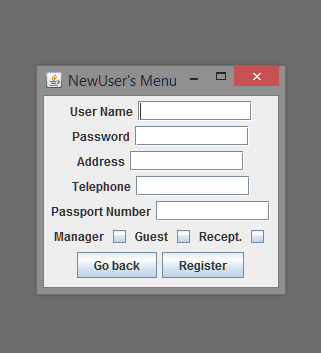 NewUser's Menu
User Name
Password
Address
Telephone
Passport Number
Manager Guest Recept.
Go back Register